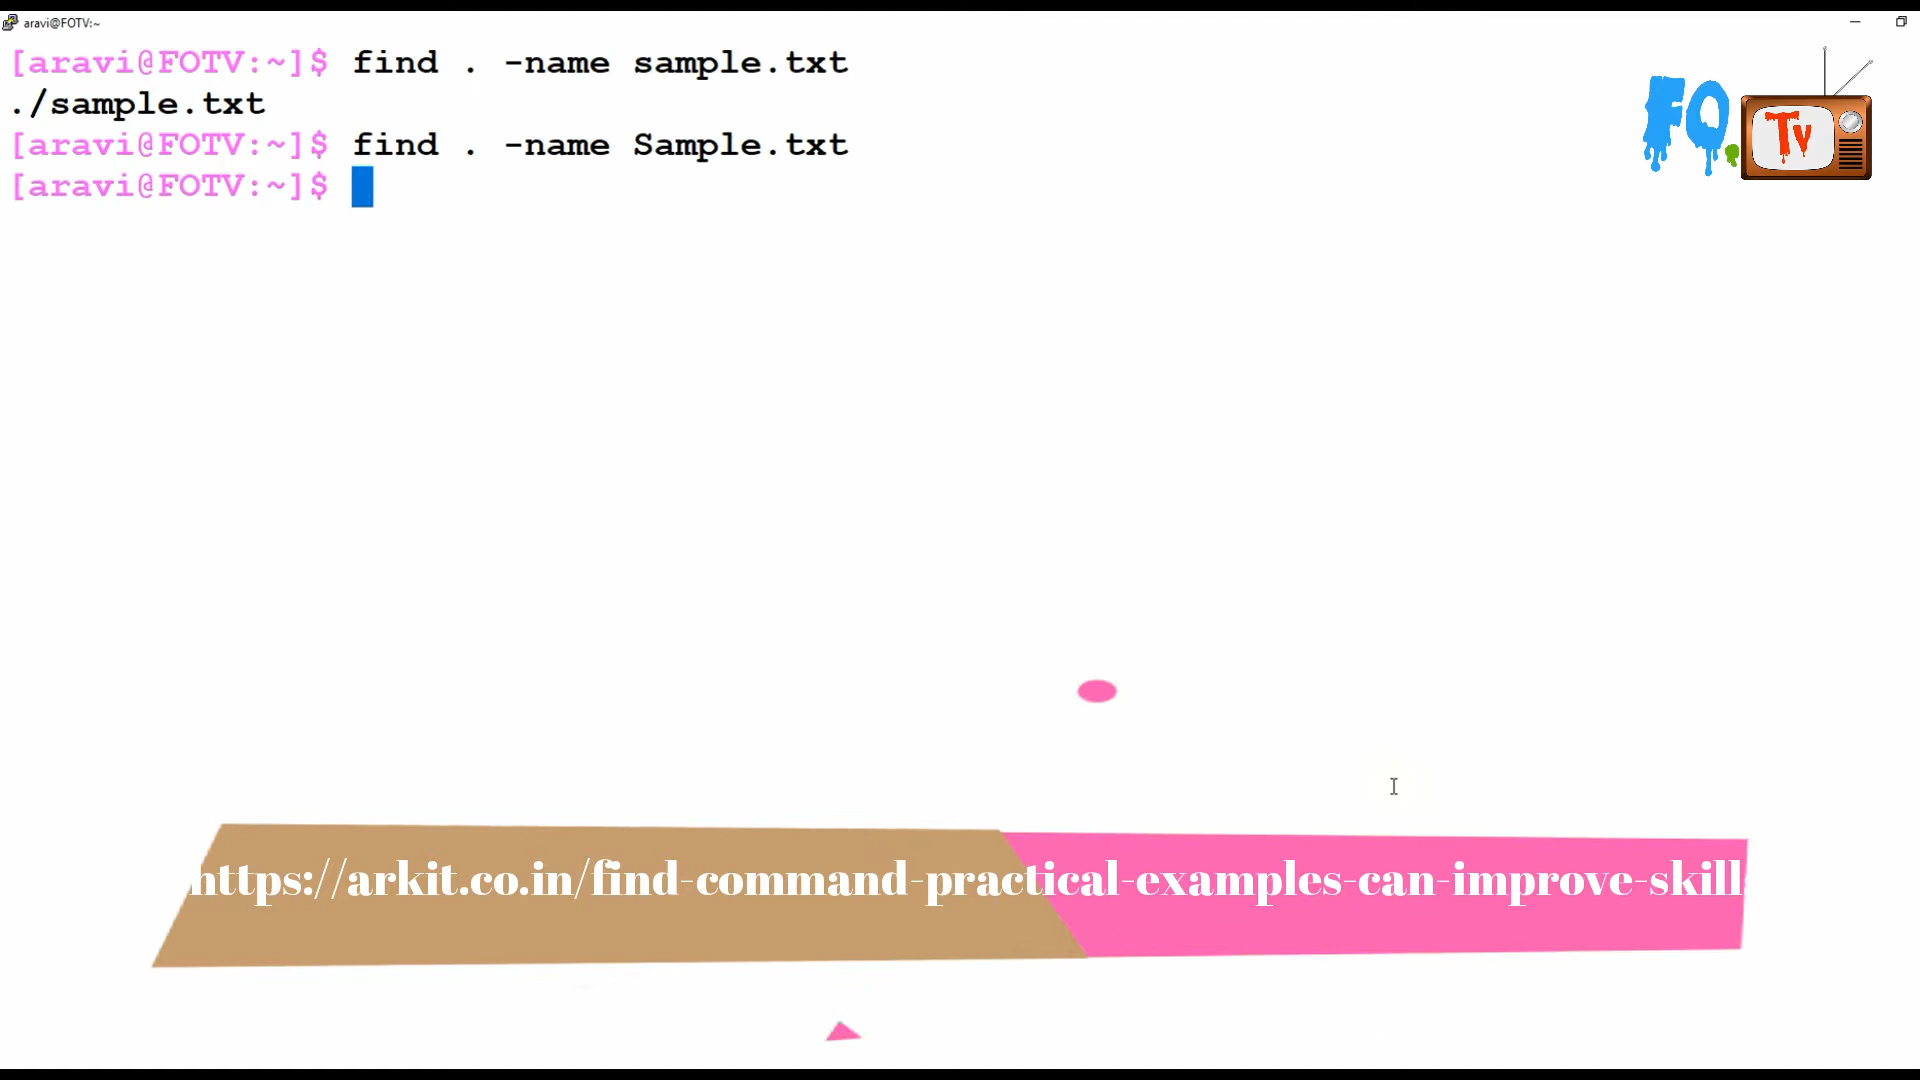 aravi@FOTV:~
[aravi@FOTV:~]$ find . -name sample.txt
./sample.txt
[aravi@FOTV:~]$ find . -name Sample.txt
[aravi@FOTV:~]$
FO.
Tv
https://arkit.co.in/find-command-practical-examples-can-improve-skill